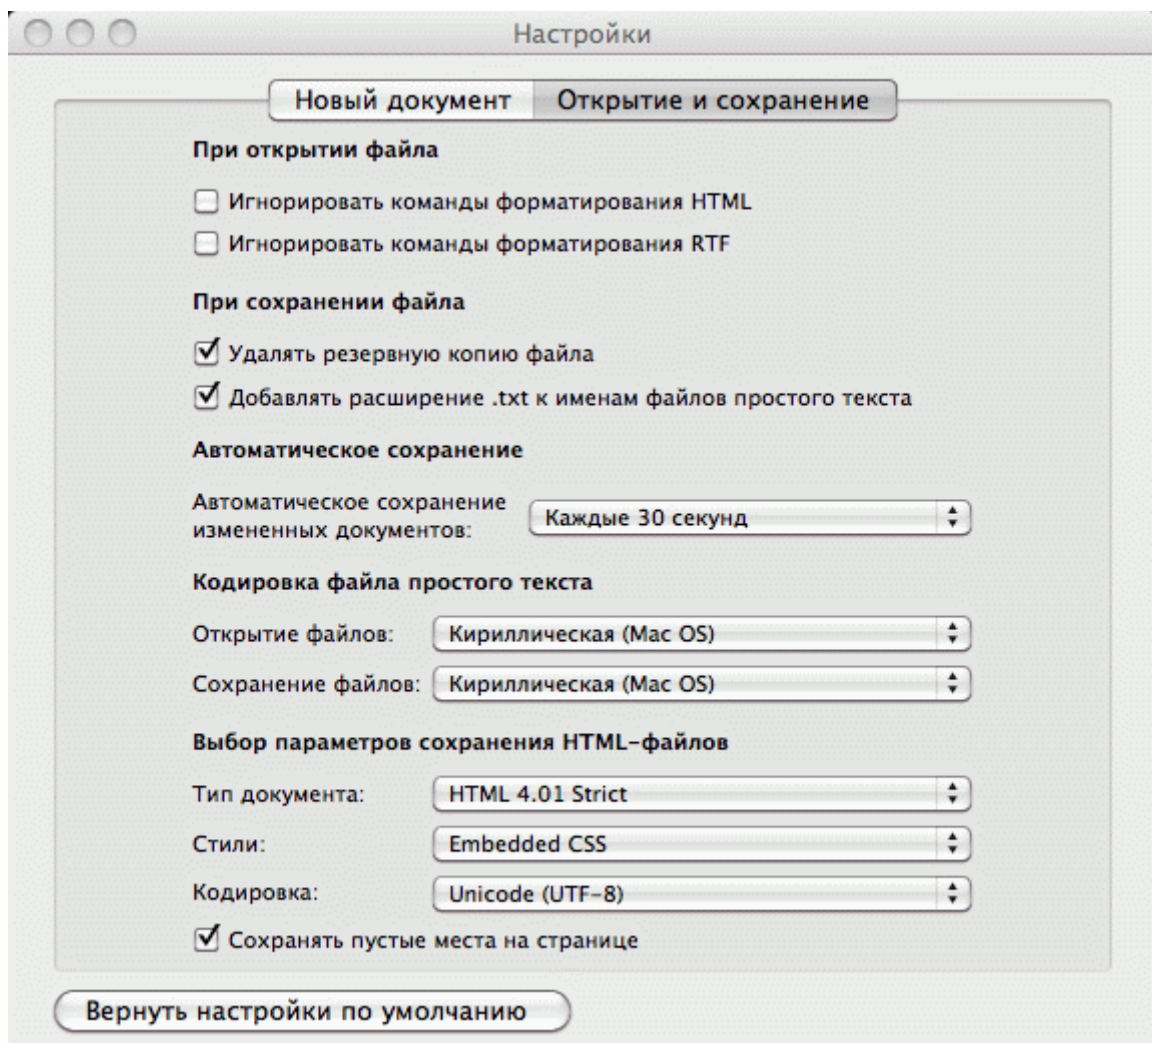 Настройки
Новый документ Открытие и сохранение
При открытии файла
Игнорировать команды форматирования HTML
Игнорировать команды форматирования RTF
При сохранении файла
Удалять резервную копию файла
Добавлять расширение .txt к именам файлов простого текста
Автоматическое сохранение
Автоматическое сохранение
измененных документов: Каждые 30 секунд
Кодировка файла простого текста
Открытие файлов: Кириллическая (Mac OS)
Сохранение файлов: Кириллическая (Mac OS)
Выбор параметров сохранения HTML-файлов
Тип документа: HTML 4.01 Strict
Стили: Embedded CSS
Кодировка: Unicode (UTF-8)
Сохранять пустые места на странице
Вернуть настройки по умолчанию